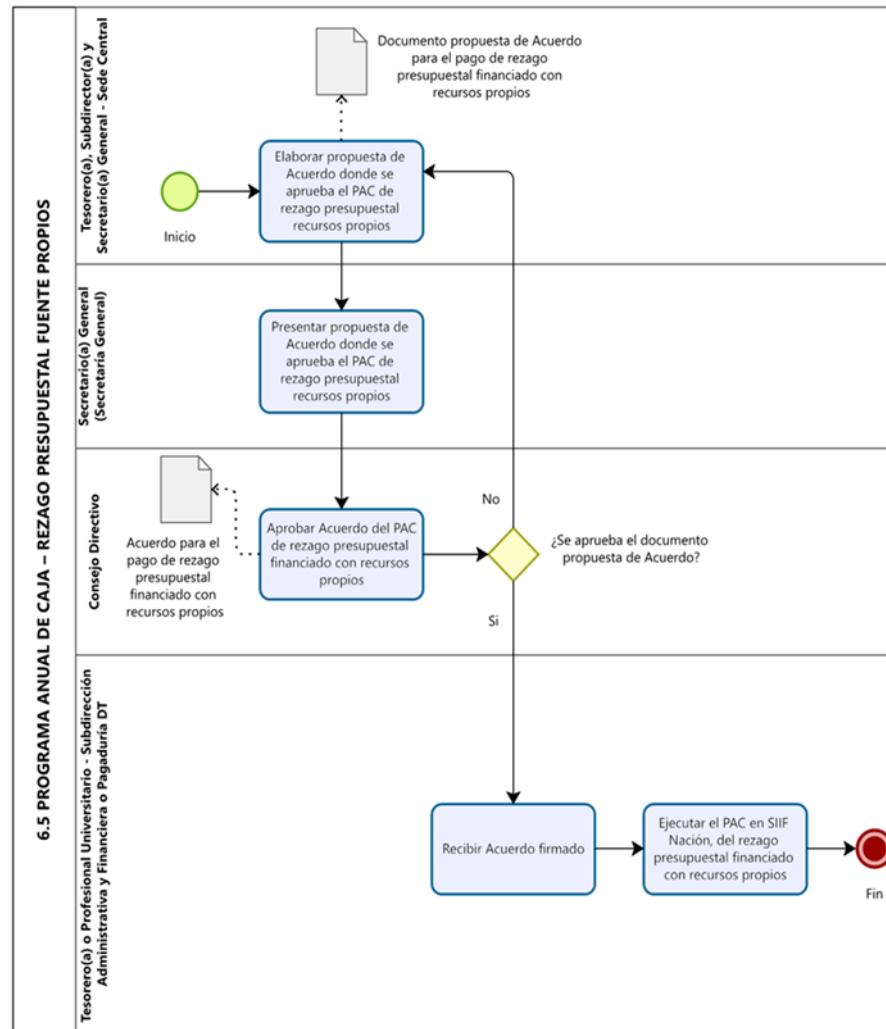 6.5 PROGRAMA ANUAL DE CAJA – REZAGO PRESUPUESTAL FUENTE PROPIOS
Tesorero(a), Subdirector(a) y
Secretario(a) General - Sede Central
Documento propuesta de Acuerdo
para el pago de rezago
presupuestal financiado con
recursos propios
Inicio
Elaborar propuesta de
Acuerdo donde se
aprueba el PAC de
rezago presupuestal
recursos propios
Secretario(a) General
(Secretaría General)
Presentar propuesta de
Acuerdo donde se
aprueba el PAC de
rezago presupuestal
recursos propios
Consejo Directivo
Acuerdo para el
pago de rezago
presupuestal
financiado con
recursos propios
Aprobar Acuerdo del PAC
de rezago presupuestal
financiado con recursos
propios
No
¿Se aprueba el documento
propuesta de Acuerdo?
Si
Tesorero(a) o Profesional Universitario - Subdirección
Administrativa y Financiera o Pagaduría DT
Recibir Acuerdo firmado
Ejecutar el PAC en SIIF
Nación, del rezago
presupuestal financiado
con recursos propios
Fin